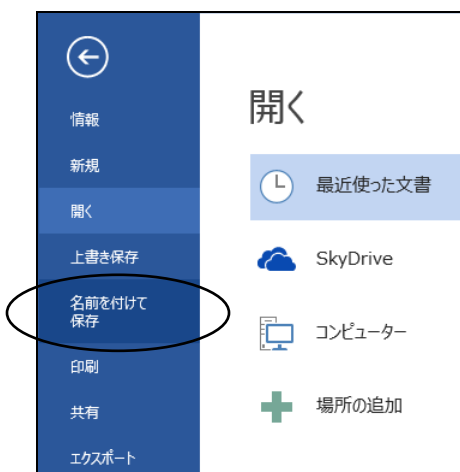 情報
新規
開く
上書き保存
名前を付けて
保存
印刷
共有
エクスポート
開く
最近使った文書
SkyDrive
コンピューター
場所の追加